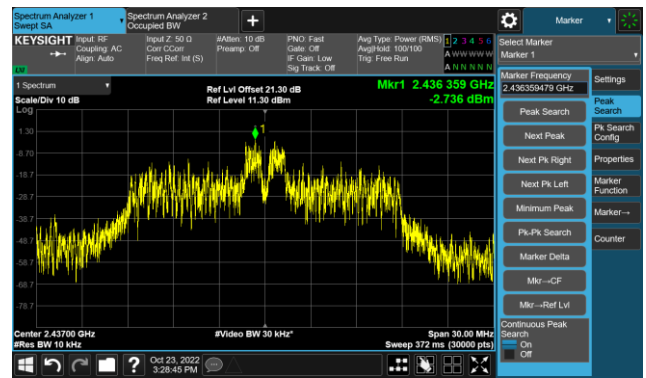 Spectrum Analyzer 1
Swept SA
Spectrum Analyzer 2
Occupied BW
Marker
KEYSIGHT
Input: RF
Coupling: AC
Align: Auto
Input Z: 50 Ω
Corr CCorr
Freq Ref: Int (S)
#Atten: 10 dB
Preamp: Off
PNO: Fast
Gate: Off
IF Gain: Low
Sig Track: Off
Avg Type: Power (RMS)
Avg|Hold: 100/100
Trig: Free Run
1 2 3 4 5 6
A W W W W W
A N N N N N
Select Marker
Marker 1
1 Spectrum
Scale/Div 10 dB
Log
Ref Lvl Offset 21.30 dB
Ref Level 11.30 dBm
Mkr1 2.436 359 GHz
-2.736 dBm
1
1.30
-8.70
-18.7
-28.7
-38.7
-48.7
-58.7
-68.7
-78.7
Center 2.43700 GHz
#Res BW 10 kHz
#Video BW 30 kHz*
Span 30.00 MHz
Sweep 372 ms (30000 pts)
Marker Frequency
2.436359479 GHz
Peak Search
Next Peak
Next Pk Right
Next Pk Left
Minimum Peak
Pk-Pk Search
Marker Delta
Mkr→CF
Mkr→Ref Lvl
Continuous Peak
Search
On
Off
Settings
Peak
Search
Pk Search
Config
Properties
Marker
Function
Marker→
Counter
Oct 23, 2022
3:28:45 PM